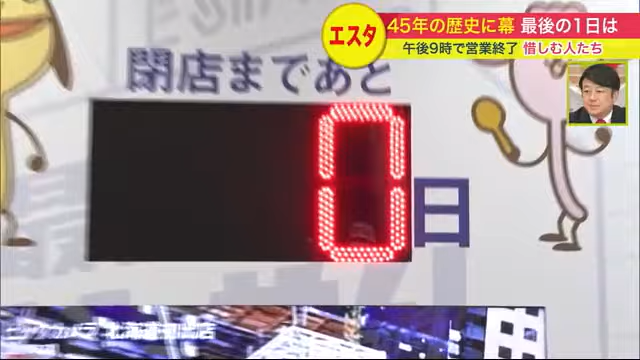 エスタ
45年の歴史に幕 最後の1日は
午後9時で営業終了 惜しむ人たち
閉店まであと
0日